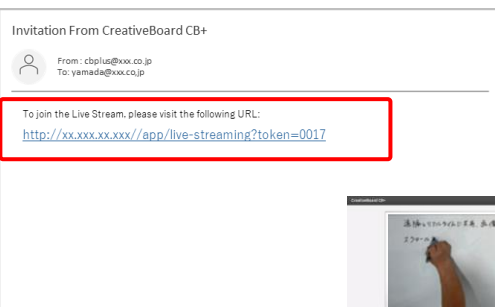 Invitation From CreativeBoard CB+
From : cbplus@xxx.co.jp
To: yamada@xxx.co,jp
To join the Live Stream. please visit the following URL:
http://xx.xxx.xx.xxx//app/live-streaming?token=0017
CreativeBoard CB+